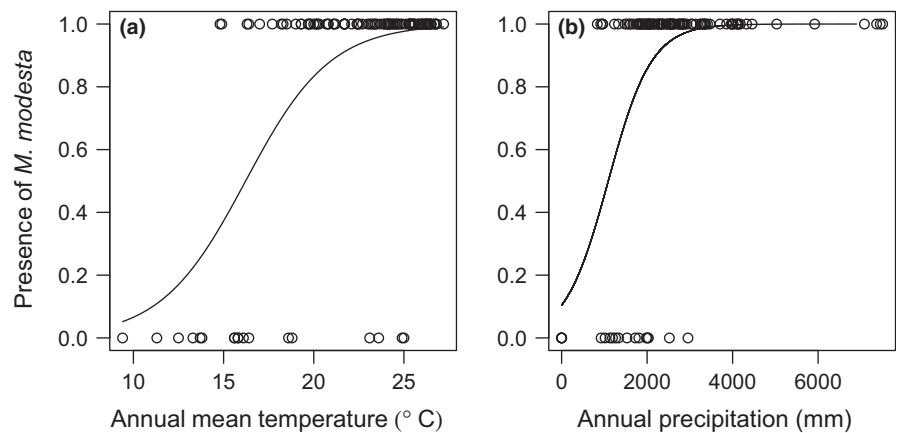 Presence of M. modesta
(a)
1.0
0.8
0.6
0.4
0.2
0.0
10 15 20 25
Annual mean temperature (° C)
(b)
1.0
0.8
0.6
0.4
0.2
0.0
0 2000 4000 6000
Annual precipitation (mm)